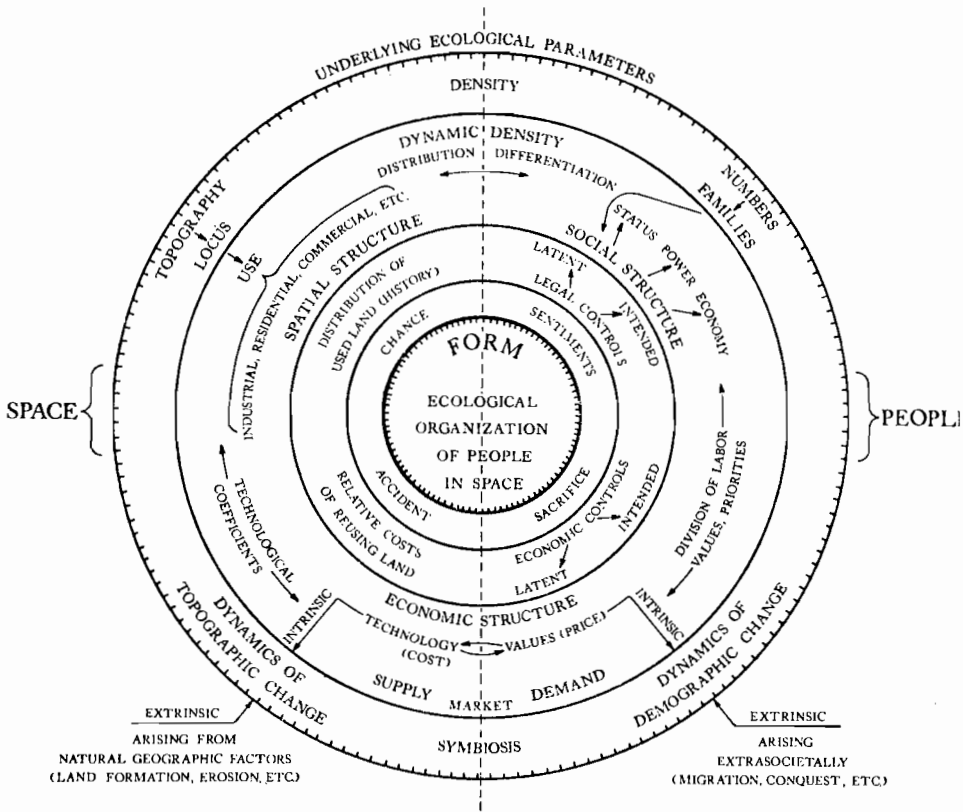 UNDERLYING ECOLOGICAL PARAMETERS
DENSITY
DYNAMIC DENSITY
DISTRIBUTION DIFFERENTIATION
TOPOGRAPHY
LOCUS
USE
INDUSTRIAL, RESIDENTIAL, COMMERCIAL, ETC.
SPATIAL STRUCTURE
DISTRIBUTION OF
USED LAND (HISTORY)
CHANCE
NUMBERS
FAMILIES
STATUS POWER ECONOMY
SOCIAL STRUCTURE
LATENT
LEGAL CONTROLS
INTENDED
SENTIMENTS
FORM
ECOLOGICAL
ORGANIZATION
OF PEOPLE
IN SPACE
SPACE
PEOPL
ACCIDENT
RELATIVE COSTS
OF REUSING LAND
TECHNOLOGICAL
COEFFICIENTS
SACRIFICE
ECONOMIC CONTROLS
INTENDED
LATENT
DIVISION OF LABOR
VALUES, PRIORITIES
ECONOMIC STRUCTURE
INTRINSIC
TECHNOLOGY
(COST)
VALUES (PRICE)
INTRINSIC
SUPPLY
MARKET
DEMAND
DYNAMICS OF
TOPOGRAPHIC CHANGE
DYNAMICS OF
DEMOGRAPHIC CHANGE
SYMBIOSIS
EXTRINSIC
ARISING FROM
NATURAL GEOGRAPHIC FACTORS
(LAND FORMATION, EROSION, ETC)
EXTRINSIC
ARISING
EXTRASOCIETALLY
(MIGRATION, CONQUEST, ETC)